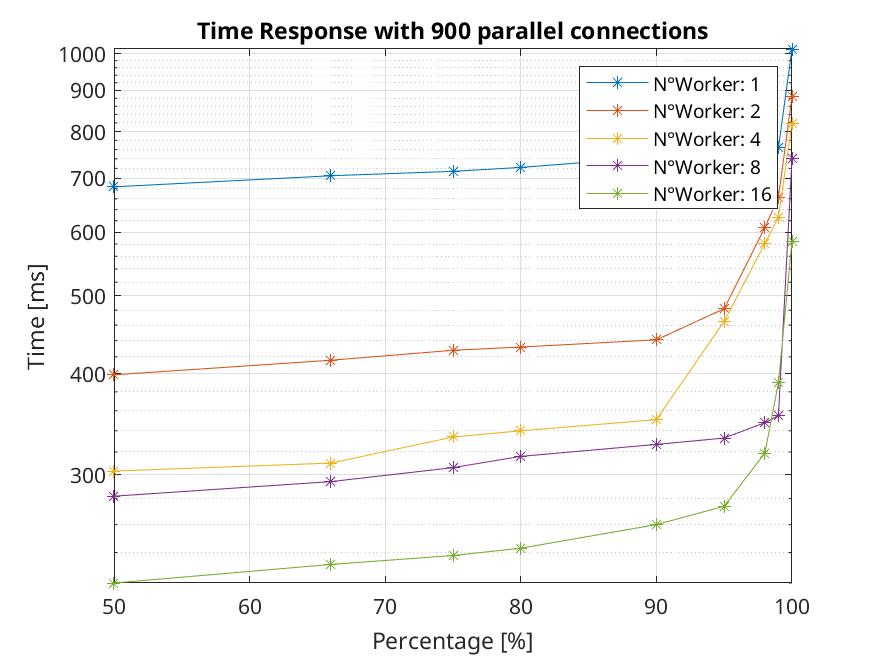 Time Response with 900 parallel connections
1000
900
800
700
600
500
400
300
Time [ms]
N°Worker: 1
N°Worker: 2
N°Worker: 4
N°Worker: 8
N°Worker: 16
50 60 70 80 90 100
Percentage [%]